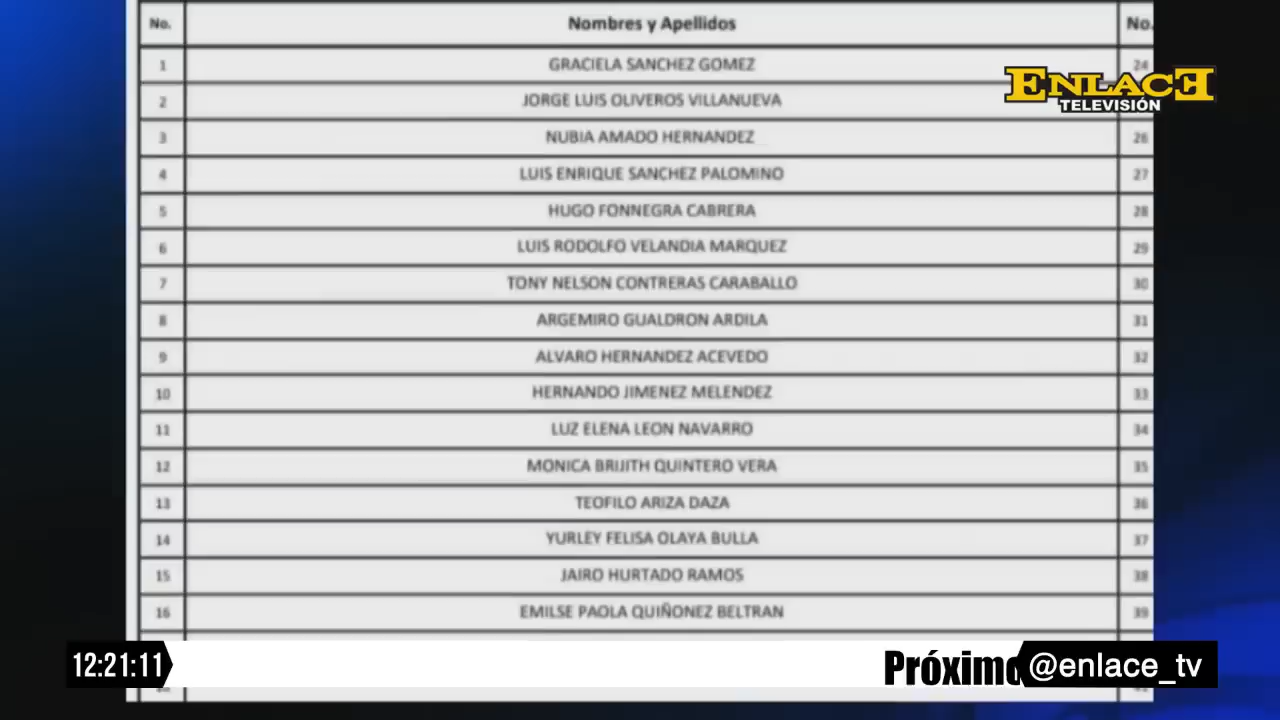 No. Nombres y Apellidos No.
1 GRACIELA SANCHEZ GOMEZ 24
ENLACE
TELEVISIÓN
2 JORGE LUIS OLIVEROS VILLANUEVA
3 NUBIA AMADO HERNANDEZ 26
4 LUIS ENRIQUE SANCHEZ PALOMINO 27
5 HUGO FONNEGRA CABRERA 28
6 LUIS RODOLFO VELANDIA MARQUEZ 29
7 TONY NELSON CONTRERAS CARABALLO 30
8 ARGEMIRO GUALDRON ARDILA 31
9 ALVARO HERNANDEZ ACEVEDO 32
10 HERNANDO JIMENEZ MELENDEZ 33
11 LUZ ELENA LEON NAVARRO 34
12 MONICA BRIJITH QUINTERO VERA 35
13 TEOFILO ARIZA DAZA 36
14 YURLEY FELISA OLAYA BULLA 37
15 JAIRO HURTADO RAMOS 38
16 EMILSE PAOLA QUIÑONEZ BELTRAN 39
12:21:11 Próximo @enlace_tv